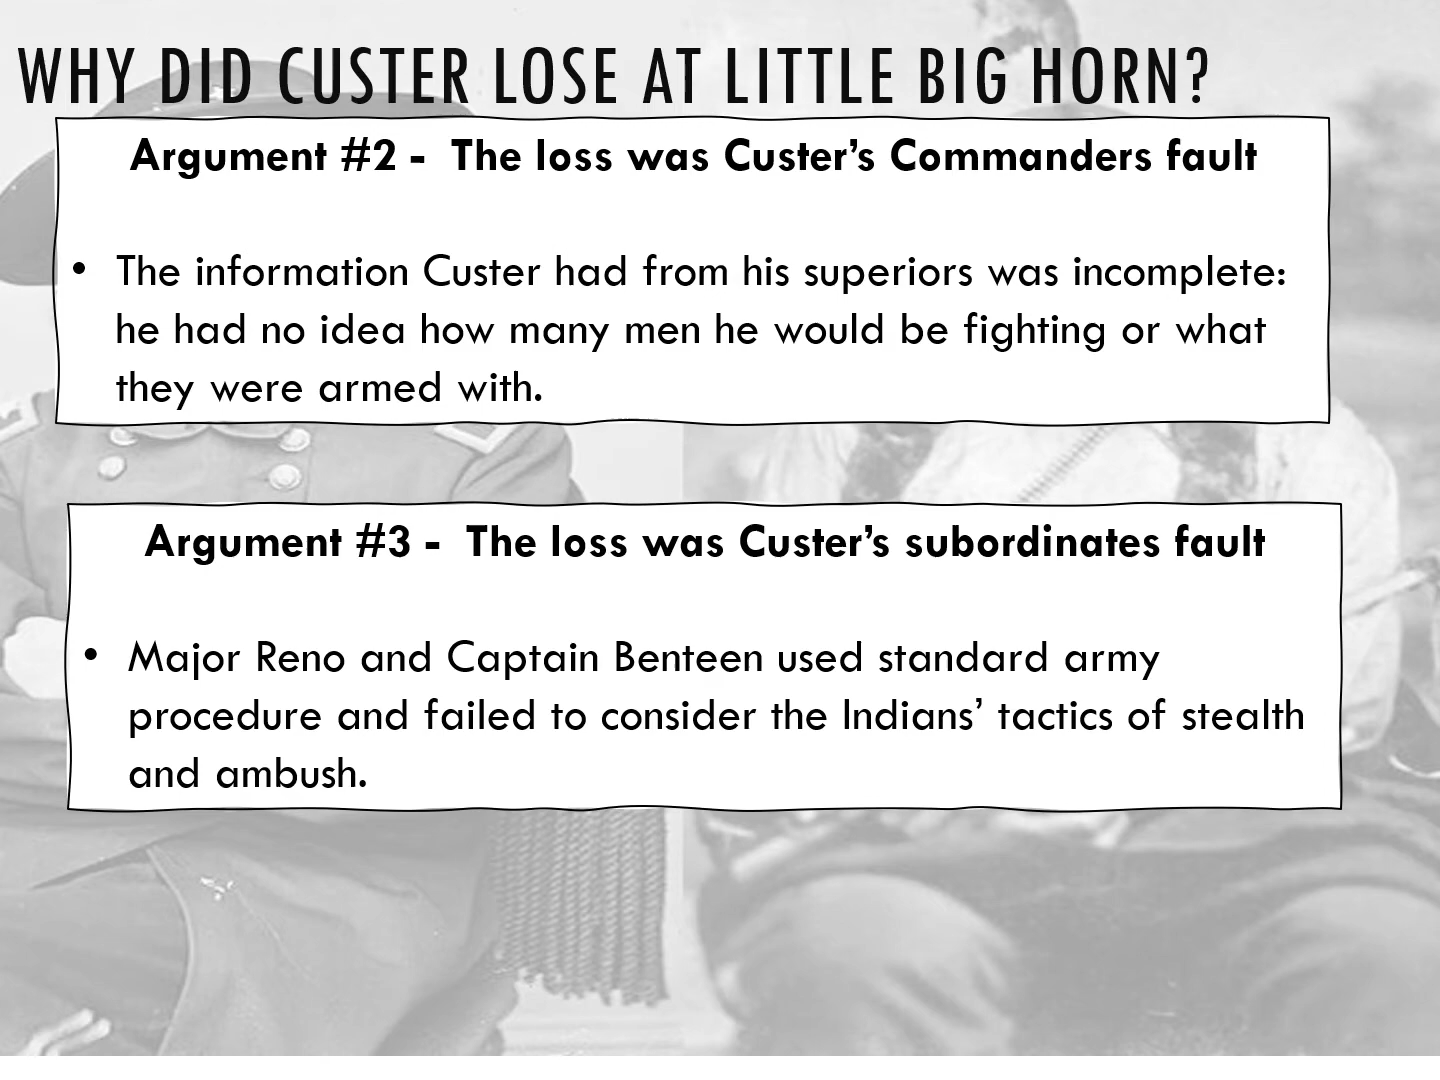 WHY DID CUSTER LOSE AT LITTLE BIG HORN?
Argument #2 - The loss was Custer’s Commanders fault
• The information Custer had from his superiors was incomplete:
he had no idea how many men he would be fighting or what
they were armed with.
Argument #3 - The loss was Custer’s subordinates fault
• Major Reno and Captain Benteen used standard army
procedure and failed to consider the Indians’ tactics of stealth
and ambush.